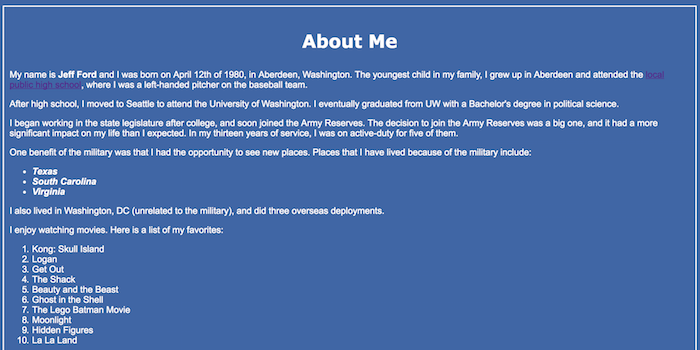 About Me
My name is Jeff Ford and I was born on April 12th of 1980, in Aberdeen, Washington. The youngest child in my family, I grew up in Aberdeen and attended the local
public high school, where I was a left-handed pitcher on the baseball team.
After high school, I moved to Seattle to attend the University of Washington. I eventually graduated from UW with a Bachelor's degree in political science.
I began working in the state legislature after college, and soon joined the Army Reserves. The decision to join the Army Reserves was a big one, and it had a more
significant impact on my life than I expected. In my thirteen years of service, I was on active-duty for five of them.
One benefit of the military was that I had the opportunity to see new places. Places that I have lived because of the military include:
• Texas
• South Carolina
• Virginia
I also lived in Washington, DC (unrelated to the military), and did three overseas deployments.
I enjoy watching movies. Here is a list of my favorites:
1. Kong: Skull Island
2. Logan
3. Get Out
4. The Shack
5. Beauty and the Beast
6. Ghost in the Shell
7. The Lego Batman Movie
8. Moonlight
9. Hidden Figures
10. La La Land